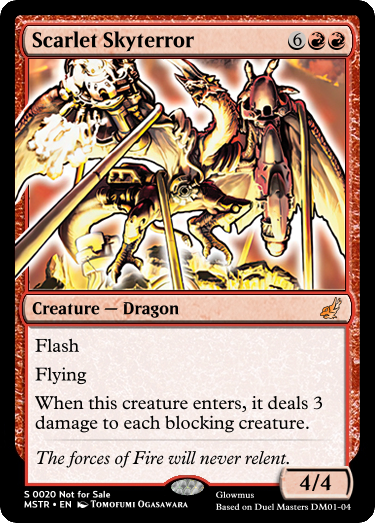 Scarlet Skyterror 6
Creature — Dragon
Flash
Flying
When this creature enters, it deals 3
damage to each blocking creature.
The forces of Fire will never relent.
4/4
S 0020 Not for Sale
MSTR • EN Tomofumi Ogasawara
Glowmus
Based on Duel Masters DM01-04